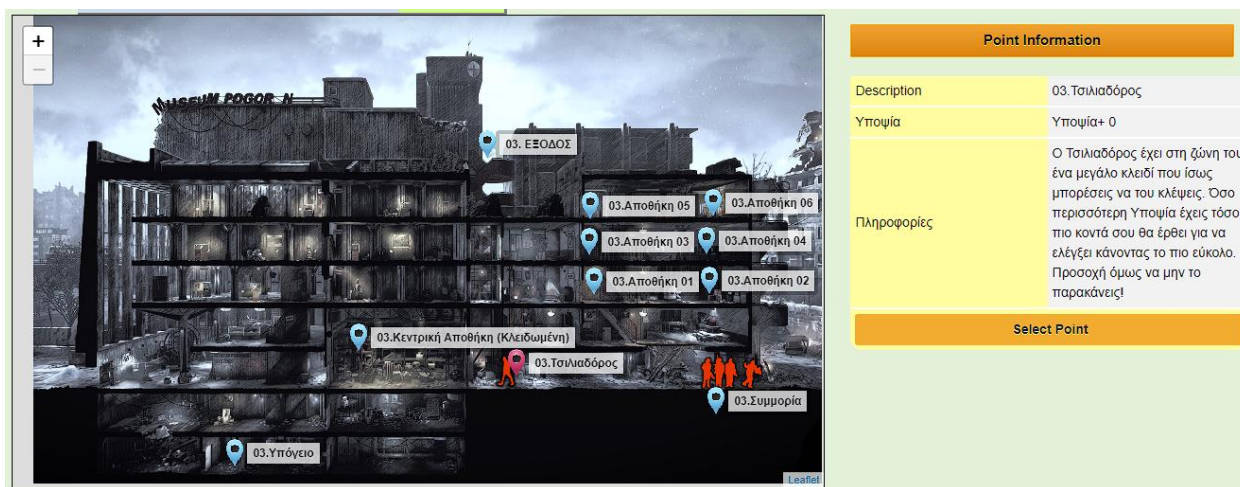 +
−
MUSEUM POGOR N
03. ΕΞΟΔΟΣ
03.Αποθήκη 05
03.Αποθήκη 06
03.Αποθήκη 03
03.Αποθήκη 04
03.Αποθήκη 01
03.Αποθήκη 02
03.Κεντρική Αποθήκη (Κλειδωμένη)
03.Τσιλιαδόρος
03.Συμμορία
03.Υπόγειο
Leaflet
Point Information
Description 03.Τσιλιαδόρος
Υποψία Υποψία+ 0
Πληροφορίες
Ο Τσιλιαδόρος έχει στη ζώνη του
ένα μεγάλο κλειδί που ίσως
μπορέσεις να του κλέψεις. Όσο
περισσότερη Υποψία έχεις τόσο
πιο κοντά σου θα έρθει για να
ελέγξει κάνοντας το πιο εύκολο.
Προσοχή όμως να μην το
παρακάνεις!
Select Point